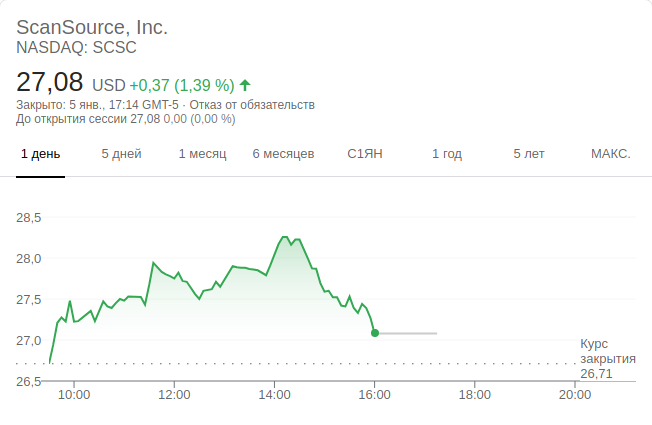 ScanSource, Inc.
NASDAQ: SCSC
27,08 USD +0,37 (1,39 %)
Закрыто: 5 янв., 17:14 GMT-5 · Отказ от обязательств
До открытия сессии 27,08 0,00 (0,00 %)
1 день 5 дней 1 месяц 6 месяцев С1ЯН 1 год 5 лет МАКС.
28,5
28,0
27,5
27,0
26,5
Курс
закрытия
26,71
10:00 12:00 14:00 16:00 18:00 20:00